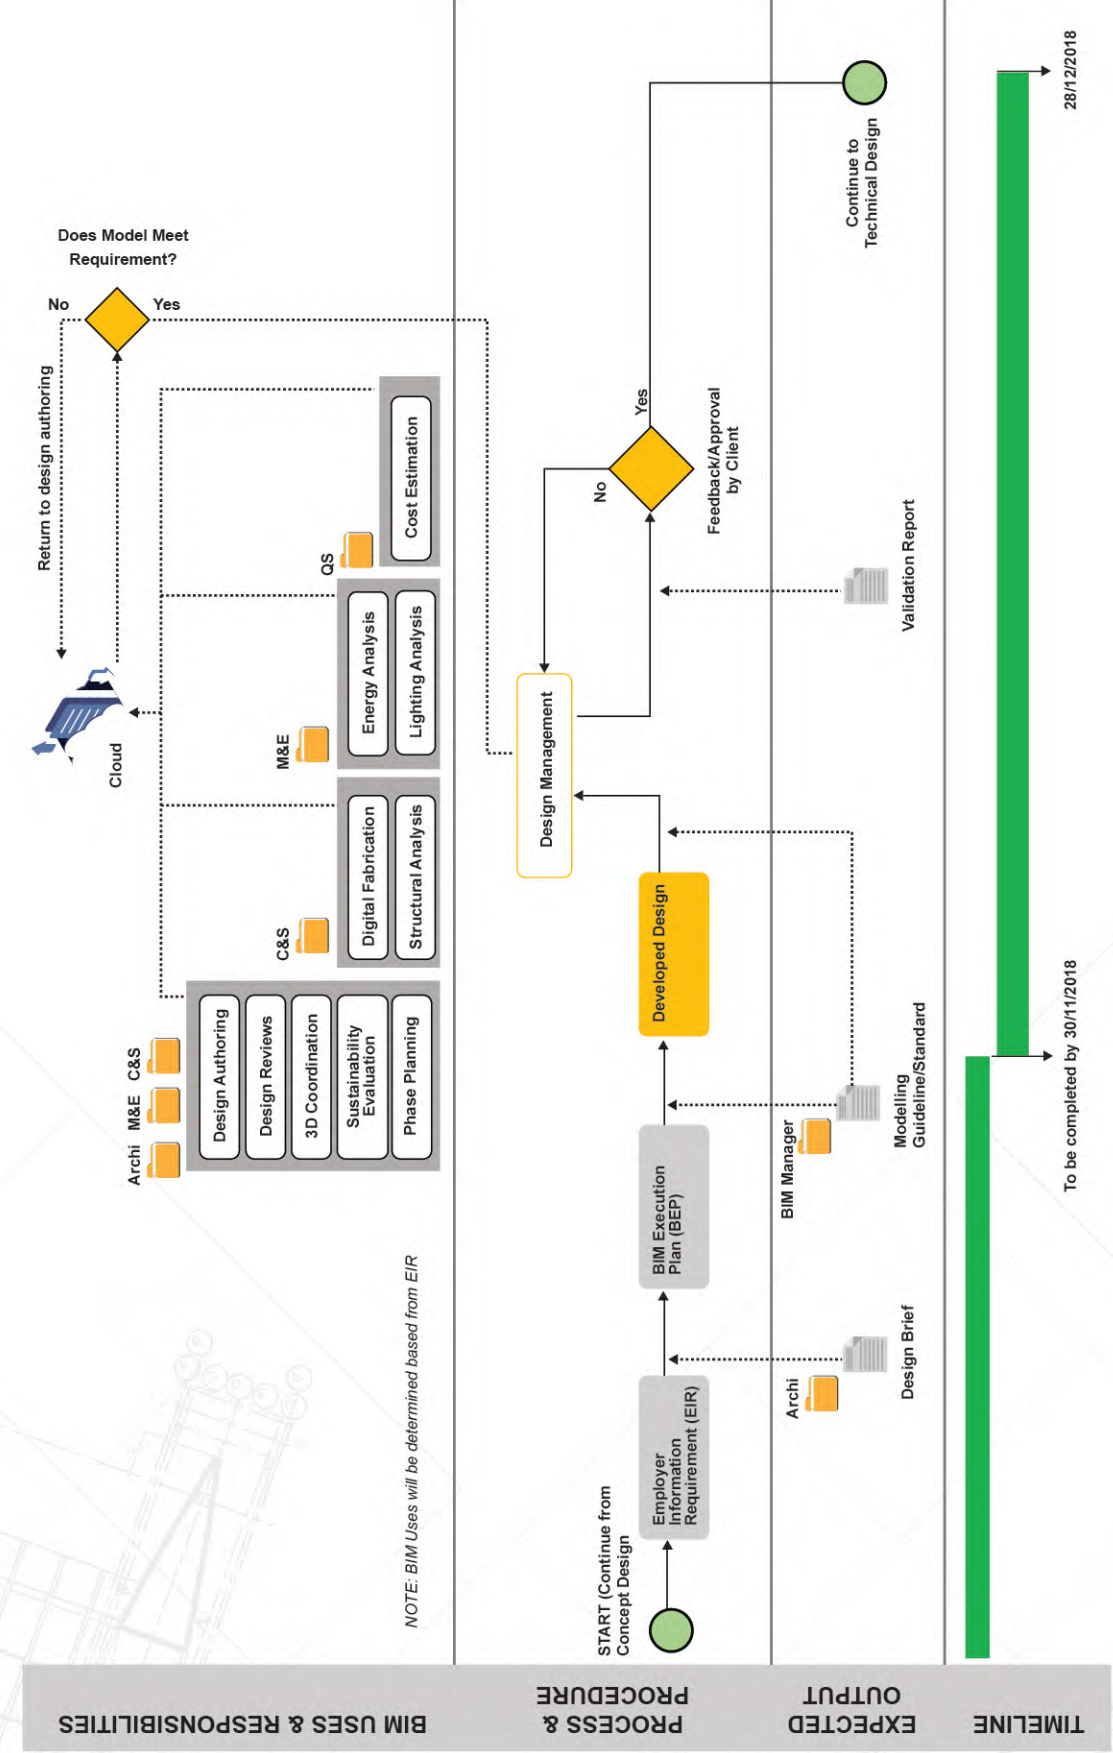 BIM USES & RESPONSIBILITIES
Does Model Meet
Requirement?
No
Yes
Return to design authoring
Cloud
Archi
M&E
C&S
Design Authoring
Design Reviews
3D Coordination
Sustainability
Evaluation
Phase Planning
C&S
Digital Fabrication
Structural Analysis
M&E
Energy Analysis
Lighting Analysis
QS
Cost Estimation
NOTE: BIM Uses will be determined based from EIR
PROCESS &
PROCEDURE
START (Continue from
Concept Design
Employer
Information
Requirement (EIR)
BIM Execution
Plan (BEP)
Developed Design
Design Management
No
Yes
Feedback/Approval
by Client
EXPECTED
OUTPUT
Archi
Design Brief
BIM Manager
Modelling
Guideline/Standard
Validation Report
Continue to
Technical Design
TIMELINE
To be completed by 30/11/2018
28/12/2018